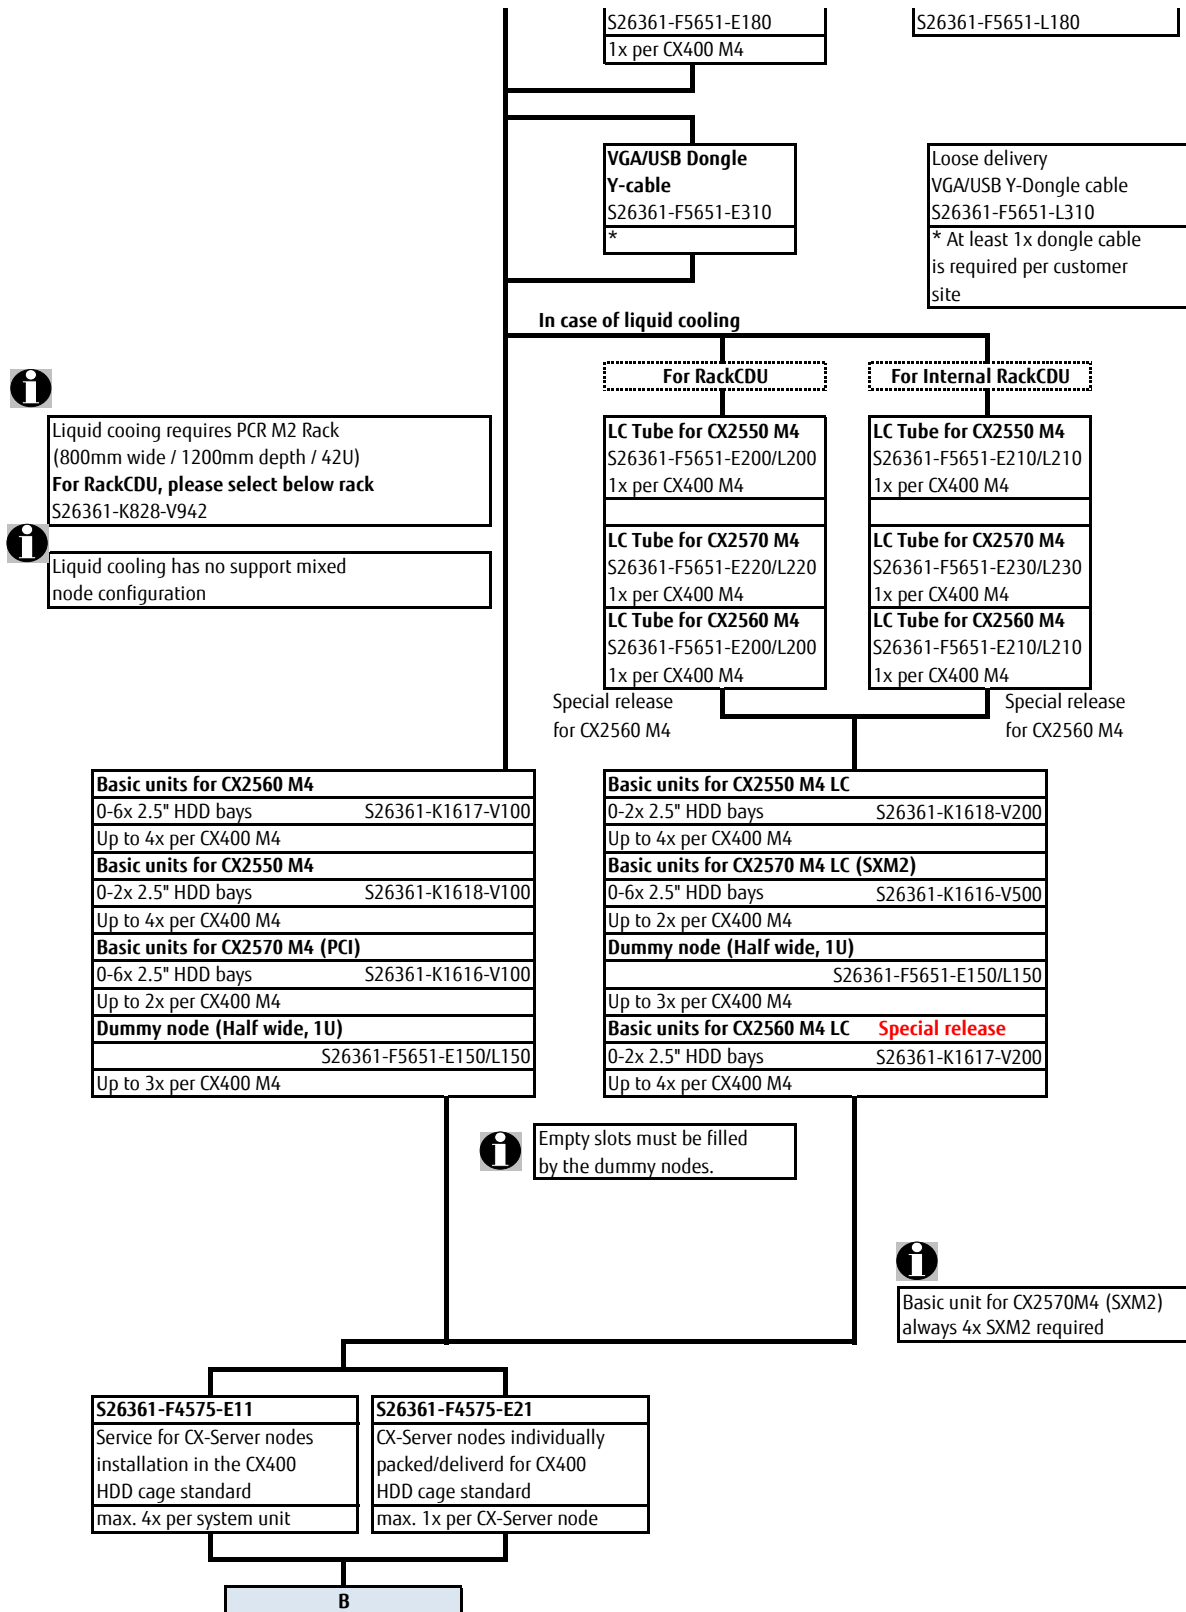 S26361-F5651-E180
1x per CX400 M4
S26361-F5651-L180
VGA/USB Dongle
Y-cable
S26361-F5651-E310
*
Loose delivery
VGA/USB Y-Dongle cable
S26361-F5651-L310
* At least 1x dongle cable
is required per customer
site
In case of liquid cooling
For RackCDU
For Internal RackCDU
Liquid cooing requires PCR M2 Rack
(800mm wide / 1200mm depth / 42U)
For RackCDU, please select below rack
S26361-K828-V942
Liquid cooling has no support mixed
node configuration
LC Tube for CX2550 M4
S26361-F5651-E200/L200
1x per CX400 M4
LC Tube for CX2570 M4
S26361-F5651-E220/L220
1x per CX400 M4
LC Tube for CX2560 M4
S26361-F5651-E200/L200
1x per CX400 M4
LC Tube for CX2550 M4
S26361-F5651-E210/L210
1x per CX400 M4
LC Tube for CX2570 M4
S26361-F5651-E230/L230
1x per CX400 M4
LC Tube for CX2560 M4
S26361-F5651-E210/L210
1x per CX400 M4
Special release
for CX2560 M4
Special release
for CX2560 M4
Basic units for CX2560 M4
0-6x 2.5" HDD bays S26361-K1617-V100
Up to 4x per CX400 M4
Basic units for CX2550 M4
0-2x 2.5" HDD bays S26361-K1618-V100
Up to 4x per CX400 M4
Basic units for CX2570 M4 (PCI)
0-6x 2.5" HDD bays S26361-K1616-V100
Up to 2x per CX400 M4
Dummy node (Half wide, 1U)
S26361-F5651-E150/L150
Up to 3x per CX400 M4
Basic units for CX2550 M4 LC
0-2x 2.5" HDD bays S26361-K1618-V200
Up to 4x per CX400 M4
Basic units for CX2570 M4 LC (SXM2)
0-6x 2.5" HDD bays S26361-K1616-V500
Up to 2x per CX400 M4
Dummy node (Half wide, 1U)
S26361-F5651-E150/L150
Up to 3x per CX400 M4
Basic units for CX2560 M4 LC Special release
0-2x 2.5" HDD bays S26361-K1617-V200
Up to 4x per CX400 M4
Empty slots must be filled
by the dummy nodes.
Basic unit for CX2570M4 (SXM2)
always 4x SXM2 required
S26361-F4575-E11
Service for CX-Server nodes
installation in the CX400
HDD cage standard
max. 4x per system unit
S26361-F4575-E21
CX-Server nodes individually
packed/deliverd for CX400
HDD cage standard
max. 1x per CX-Server node
B